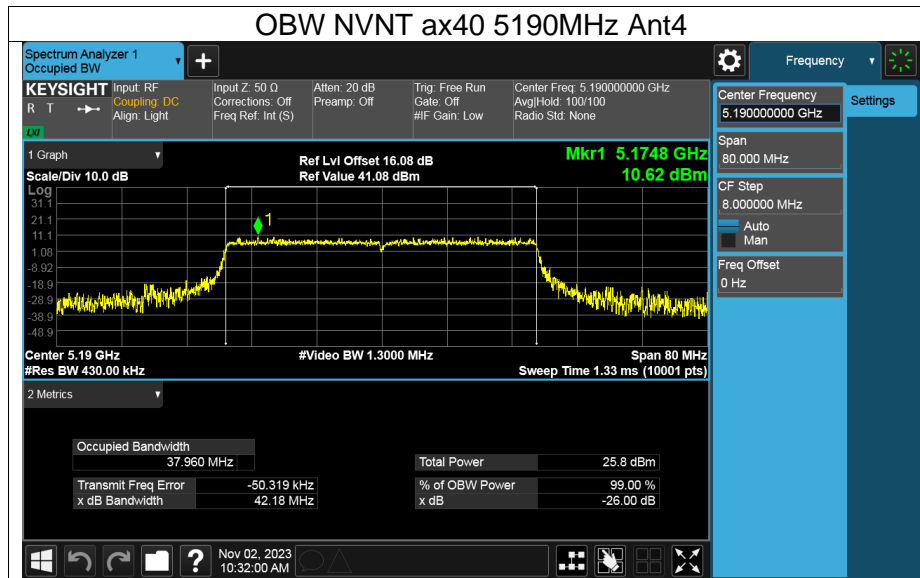 OBW NVNT ax40 5190MHz Ant4
Spectrum Analyzer 1
Occupied BW
+
Frequency
KEYSIGHT
R T
LXI
Input: RF
Coupling: DC
Align: Light
Input Z: 50 Ω
Corrections: Off
Freq Ref: Int (S)
Atten: 20 dB
Preamp: Off
Trig: Free Run
Gate: Off
#IF Gain: Low
Center Freq: 5.190000000 GHz
Avg|Hold: 100/100
Radio Std: None
Center Frequency
5.190000000 GHz
Settings
Span
80.000 MHz
CF Step
8.000000 MHz
Auto
Man
Freq Offset
0 Hz
1 Graph
Ref Lvl Offset 16.08 dB
Mkr1 5.1748 GHz
Scale/Div 10.0 dB
Ref Value 41.08 dBm
10.62 dBm
Log
31.1
21.1
11.1
1.08
-8.92
-18.9
-28.9
-38.9
-48.9
1
Center 5.19 GHz
#Video BW 1.3000 MHz
Span 80 MHz
#Res BW 430.00 kHz
Sweep Time 1.33 ms (10001 pts)
2 Metrics
Occupied Bandwidth
37.960 MHz
Total Power 25.8 dBm
Transmit Freq Error -50.319 kHz
% of OBW Power 99.00 %
x dB Bandwidth 42.18 MHz
x dB -26.00 dB
?
Nov 02, 2023
10:32:00 AM